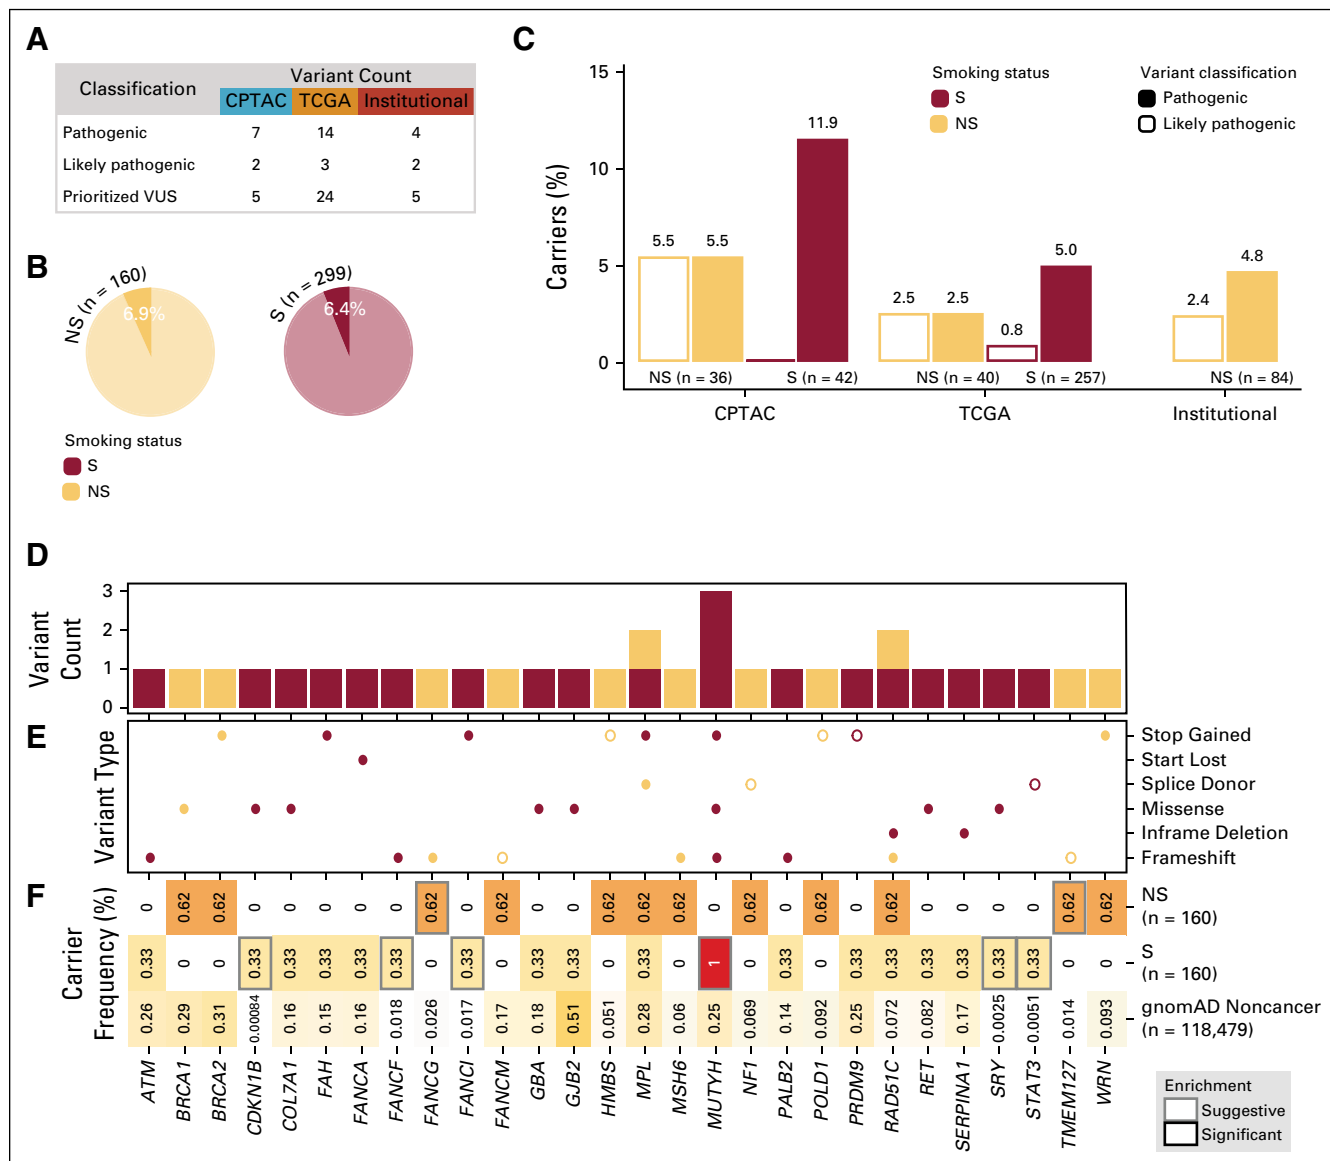 A
Classification
Variant Count
CPTAC TCGA Institutional
Pathogenic 7 14 4
Likely pathogenic 2 3 2
Prioritized VUS 5 24 5
B
NS (n = 160)
6.9%
S (n = 299)
6.4%
Smoking status
S
NS
C
Carriers (%)
15
10
5
0
Smoking status
S
NS
Variant classification
Pathogenic
Likely pathogenic
5.5 5.5 11.9
2.5 2.5 0.8 5.0
2.4 4.8
NS (n = 36) S (n = 42) NS (n = 40) S (n = 257) NS (n = 84)
CPTAC TCGA Institutional
D
Variant
Count
3
2
1
0
E
Variant Type
Stop Gained
Start Lost
Splice Donor
Missense
Inframe Deletion
Frameshift
F
Carrier
Frequency (%)
0 0.62 0.62 0 0 0 0 0 0.62 0 0.62 0 0 0.62 0.62 0.62 0 0.62 0 0.62 0 0.62 0 0 0 0 0.62 0.62
NS
(n = 160)
0.33 0 0 0.33 0.33 0.33 0.33 0.33 0 0.33 0 0.33 0.33 0 0.33 0 1 0 0.33 0 0.33 0.33 0.33 0.33 0.33 0.33 0 0
S
(n = 160)
0.26 0.29 0.31 0.00084 0.16 0.15 0.16 0.018 0.026 0.017 0.17 0.18 0.51 0.051 0.28 0.06 0.25 0.069 0.14 0.092 0.25 0.072 0.082 0.17 0.0025 0.0051 0.014 0.093
gnomAD Noncancer
(n = 118,479)
ATM BRCA1 BRCA2 CDKN1B COL7A1 FAH FANCA FANCF FANCG FANCI FANCM GBA GJB2 HMBS MPL MSH6 MUTYH NF1 PALB2 POLD1 PRDM9 RAD51C RET SERPINA1 SRY STAT3 TMEM127 WRN
Enrichment
Suggestive
Significant